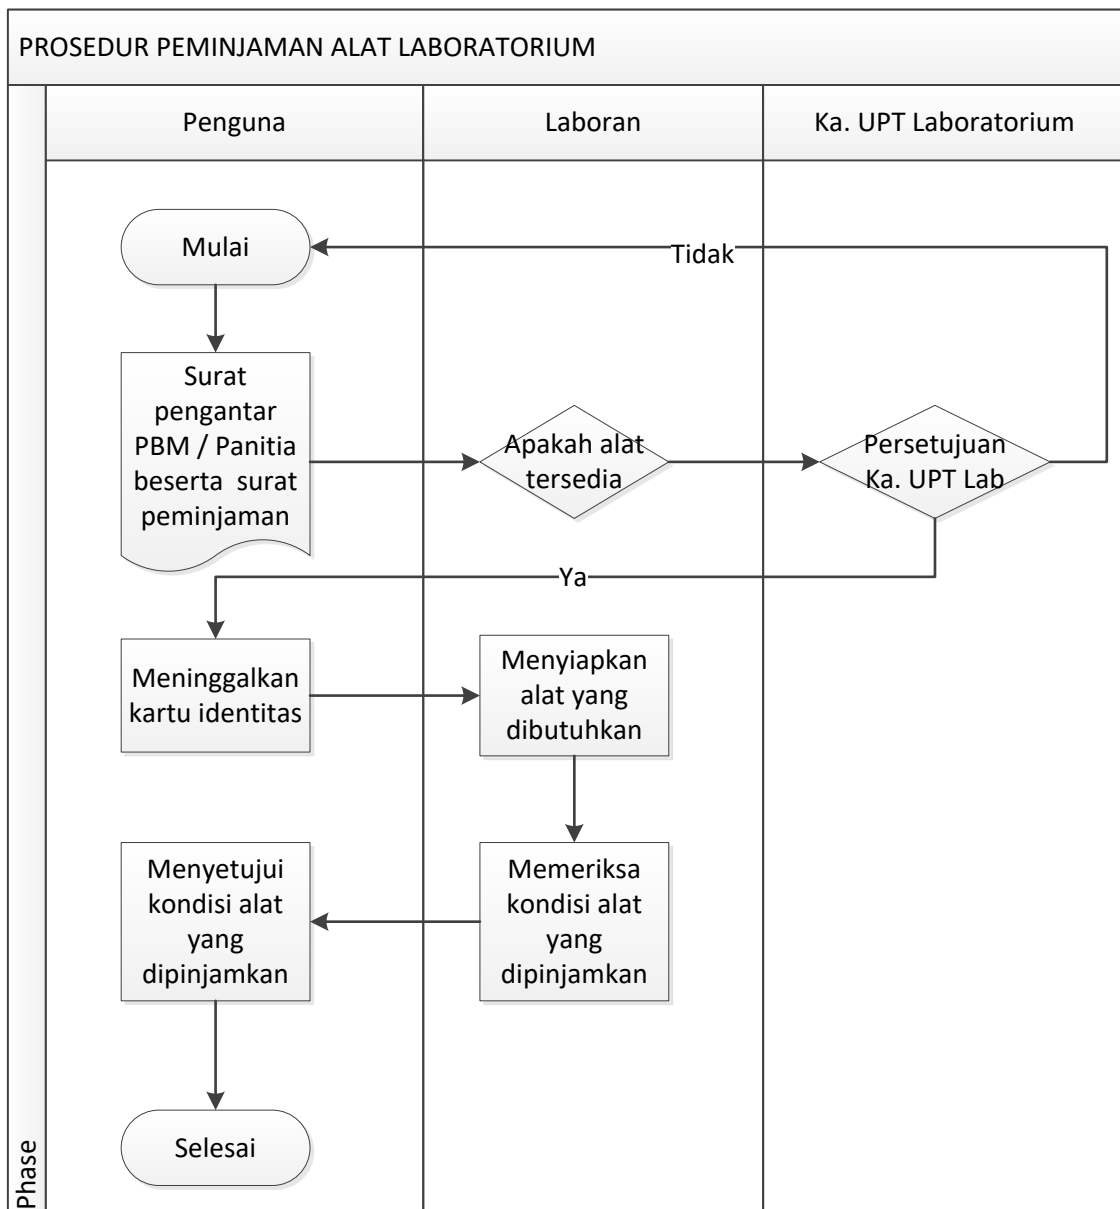 PROSEDUR PEMINJAMAN ALAT LABORATORIUM
Penguna
Laboran
Ka. UPT Laboratorium
Mulai
Tidak
Surat
pengantar
PBM / Panitia
beserta surat
peminjaman
Apakah alat
tersedia
Persetujuan
Ka. UPT Lab
Ya
Meninggalkan
kartu identitas
Menyiapkan
alat yang
dibutuhkan
Menyetujui
kondisi alat
yang
dipinjamkan
Memeriksa
kondisi alat
yang
dipinjamkan
Selesai
Phase